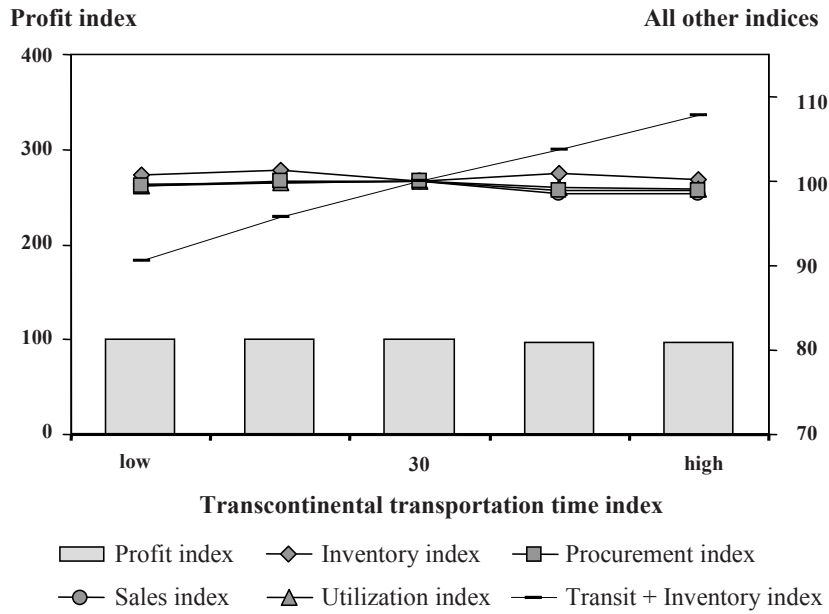 Profit index All other indices
400
300
200
100
0
110
100
90
80
70
low 30 high
Transcontinental transportation time index
Profit index Inventory index Procurement index
Sales index Utilization index Transit + Inventory index